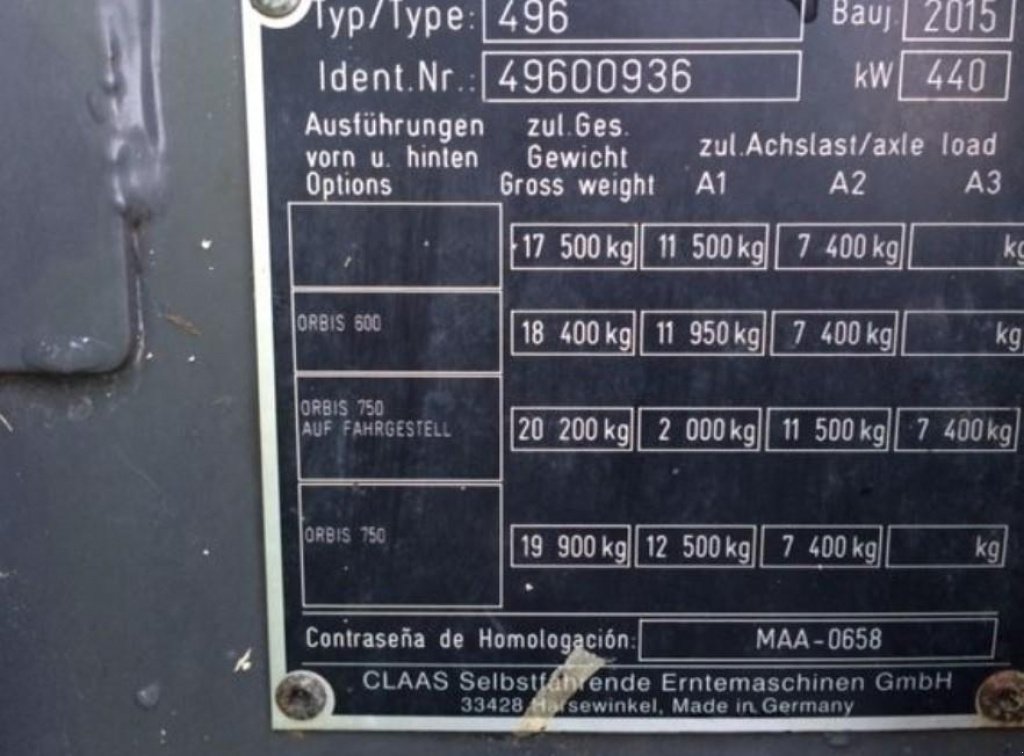 Typ/Type: 496 Bauj. 2015
Ident.Nr.: 49600936 kW 440
Ausführungen zul.Ges.
vorn u. hinten Gewicht zul.Achslast/axle load
Options Gross weight A1 A2 A3
17 500 kg 11 500 kg 7 400 kg kg
ORBIS 600 18 400 kg 11 950 kg 7 400 kg kg
ORBIS 750
AUF FAHRGESTELL 20 200 kg 2 000 kg 11 500 kg 7 400 kg
ORBIS 750 19 900 kg 12 500 kg 7 400 kg kg
Contraseña de Homologación: MAA-0658
CLAAS Selbstfahrende Erntemaschinen GmbH
33428 Harsewinkel, Made in Germany